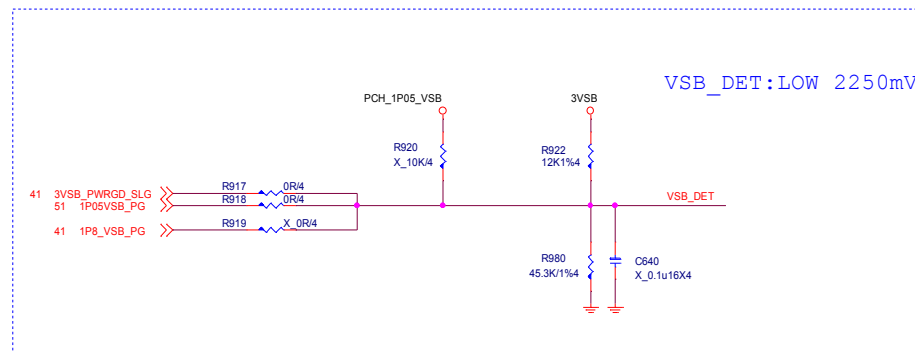 VSB_DET:LOW 2250mV
PCH_1P05_VSB
3VSB
R920
X_10K/4
R922
12K1%4
41 3VSB_PWRGD_SLG
R917
0R/4
51 1P05VSB_PG
R918
0R/4
VSB_DET
41 1P8_VSB_PG
R919
X_0R/4
R980
45.3K/1%4
C640
X_0.1u16X4